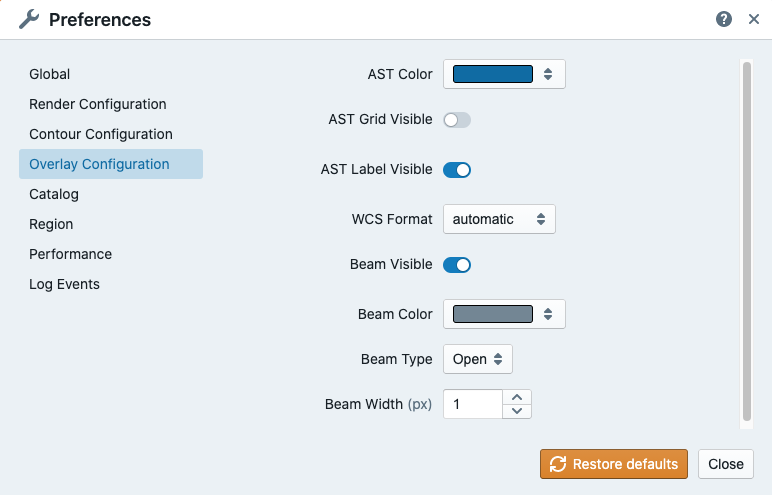 Preferences
Global
Render Configuration
Contour Configuration
Overlay Configuration
Catalog
Region
Performance
Log Events
AST Color
AST Grid Visible
AST Label Visible
WCS Format automatic
Beam Visible
Beam Color
Beam Type Open
Beam Width (px) 1
Restore defaults Close